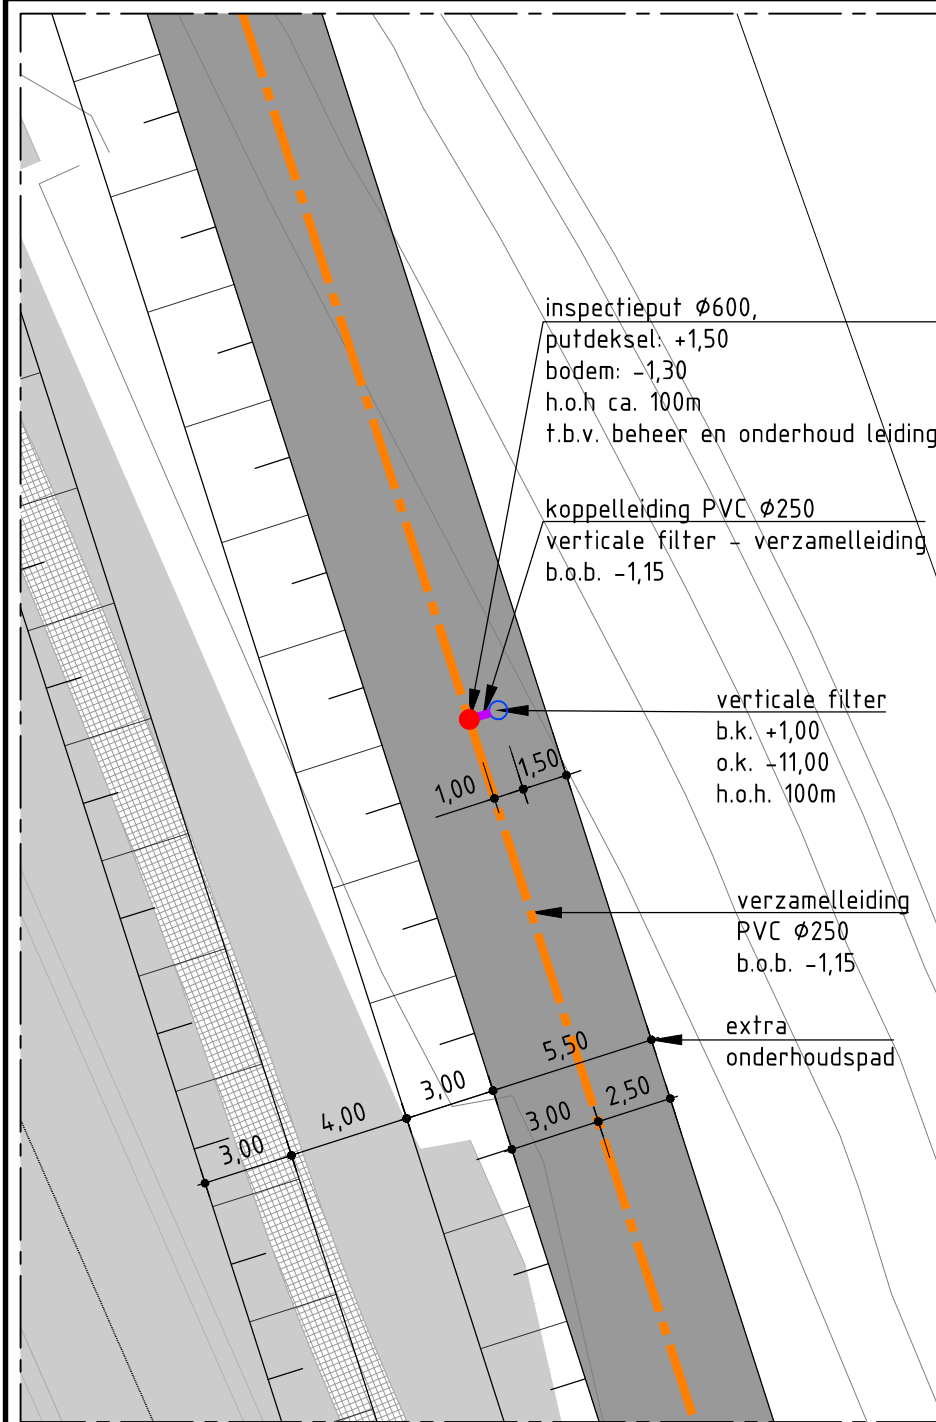 inspectieput Ø600,
putdeksel: +1,50
bodem: -1,30
h.o.h ca. 100m
t.b.v. beheer en onderhoud leiding
koppelleiding PVC Ø250
verticale filter - verzamelleiding
b.o.b. -1,15
verticale filter
b.k. +1,00
o.k. -11,00
h.o.h. 100m
1,00
1,50
verzamelleiding
PVC Ø250
b.o.b. -1,15
extra
onderhoudspad
5,50
3,00
4,00
3,00
3,00
2,50